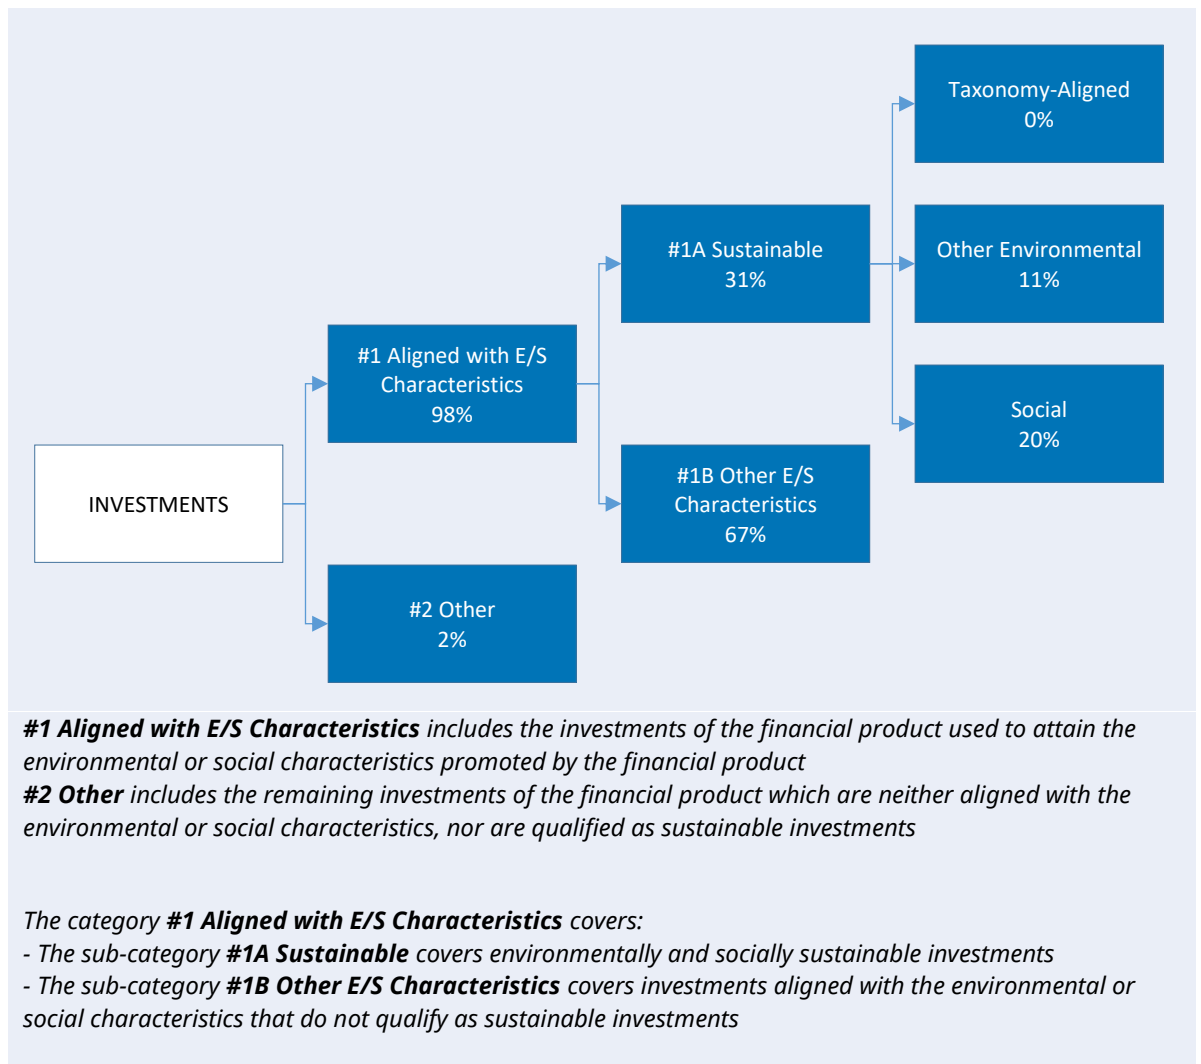 Taxonomy-Aligned
0%
#1A Sustainable
31%
Other Environmental
11%
#1 Aligned with E/S
Characteristics
98%
Social
20%
INVESTMENTS
#1B Other E/S
Characteristics
67%
#2 Other
2%
#1 Aligned with E/S Characteristics includes the investments of the financial product used to attain the
environmental or social characteristics promoted by the financial product
#2 Other includes the remaining investments of the financial product which are neither aligned with the
environmental or social characteristics, nor are qualified as sustainable investments
The category #1 Aligned with E/S Characteristics covers:
- The sub-category #1A Sustainable covers environmentally and socially sustainable investments
- The sub-category #1B Other E/S Characteristics covers investments aligned with the environmental or
social characteristics that do not qualify as sustainable investments